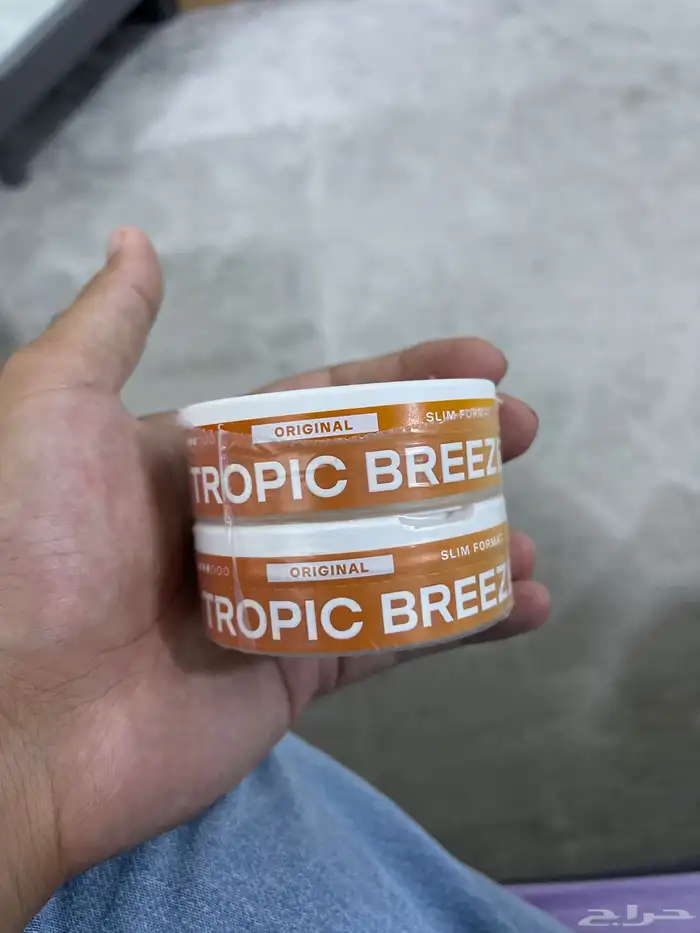 ORIGINAL
SLIM FORMAT
TROPIC BREEZ
ORIGINAL
SLIM FORMAT
TROPIC BREEZ
حراج